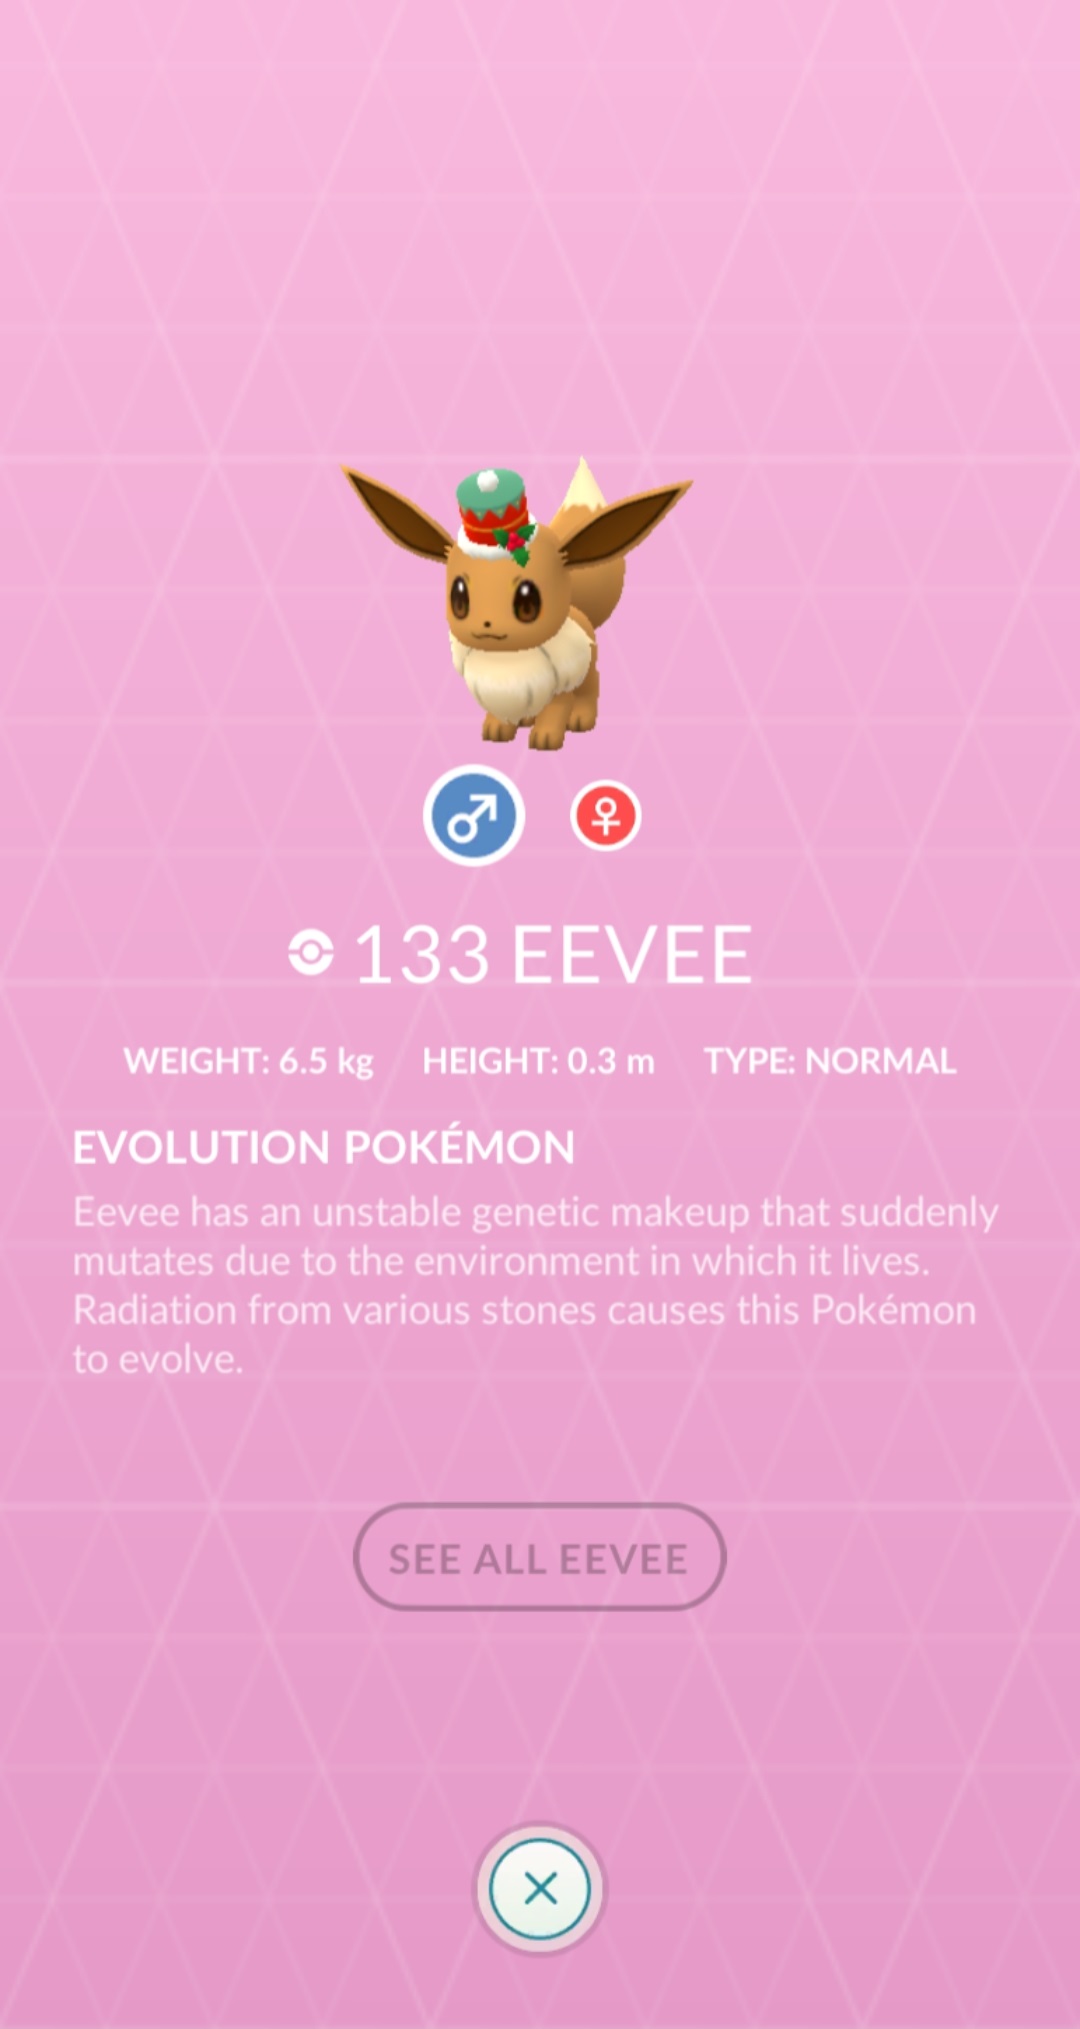 133 EEVEE
WEIGHT: 6.5 kg HEIGHT: 0.3 m TYPE: NORMAL
EVOLUTION POKÉMON
Eevee has an unstable genetic makeup that suddenly
mutates due to the environment in which it lives.
Radiation from various stones causes this Pokémon
to evolve.
SEE ALL EEVEE